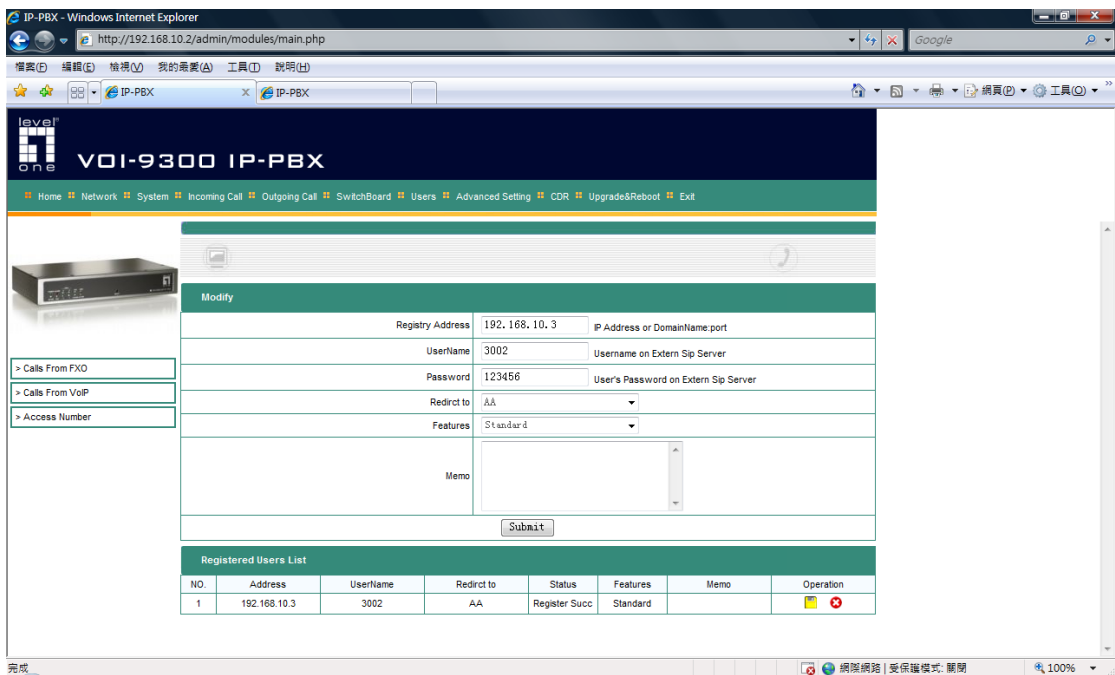 IP-PBX - Windows Internet Explorer
http://192.168.10.2/admin/modules/main.php
Google
檔案(F) 編輯(E) 檢視(V) 我的最愛(A) 工具(T) 說明(H)
IP-PBX
IP-PBX
網頁(P) 工具(O)
level
one
VOI-9300 IP-PBX
Home Network System Incoming Call Outgoing Call SwitchBoard Users Advanced Setting CDR Upgrade&Reboot Exit
> Calls From FXO
> Calls From VoIP
> Access Number
Modify
Registry Address 192.168.10.3 IP Address or DomainName:port
UserName 3002 Username on Extern Sip Server
Password 123456 User's Password on Extern Sip Server
Redirct to AA
Features Standard
Memo
Submit
Registered Users List
NO. Address UserName Redirct to Status Features Memo Operation
1 192.168.10.3 3002 AA Register Succ Standard
完成
網際網路 | 受保護模式: 關閉
100%